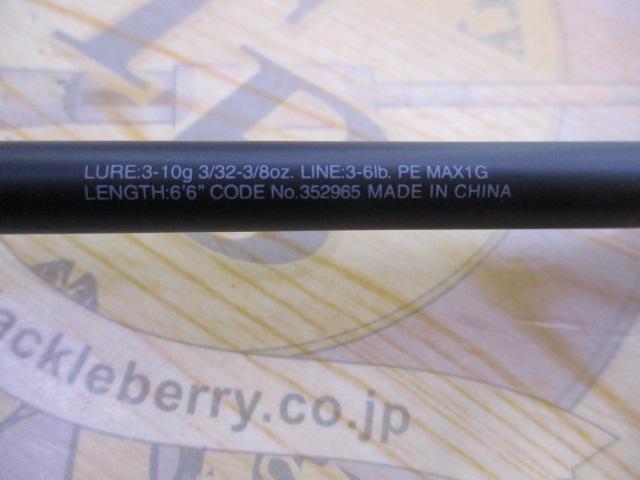 LURE:3-10g 3/32-3/8oz. LINE:3-6lb. PE MAX1G
LENGTH:6'6" CODE No.352965 MADE IN CHINA
ackleberry.co.jp